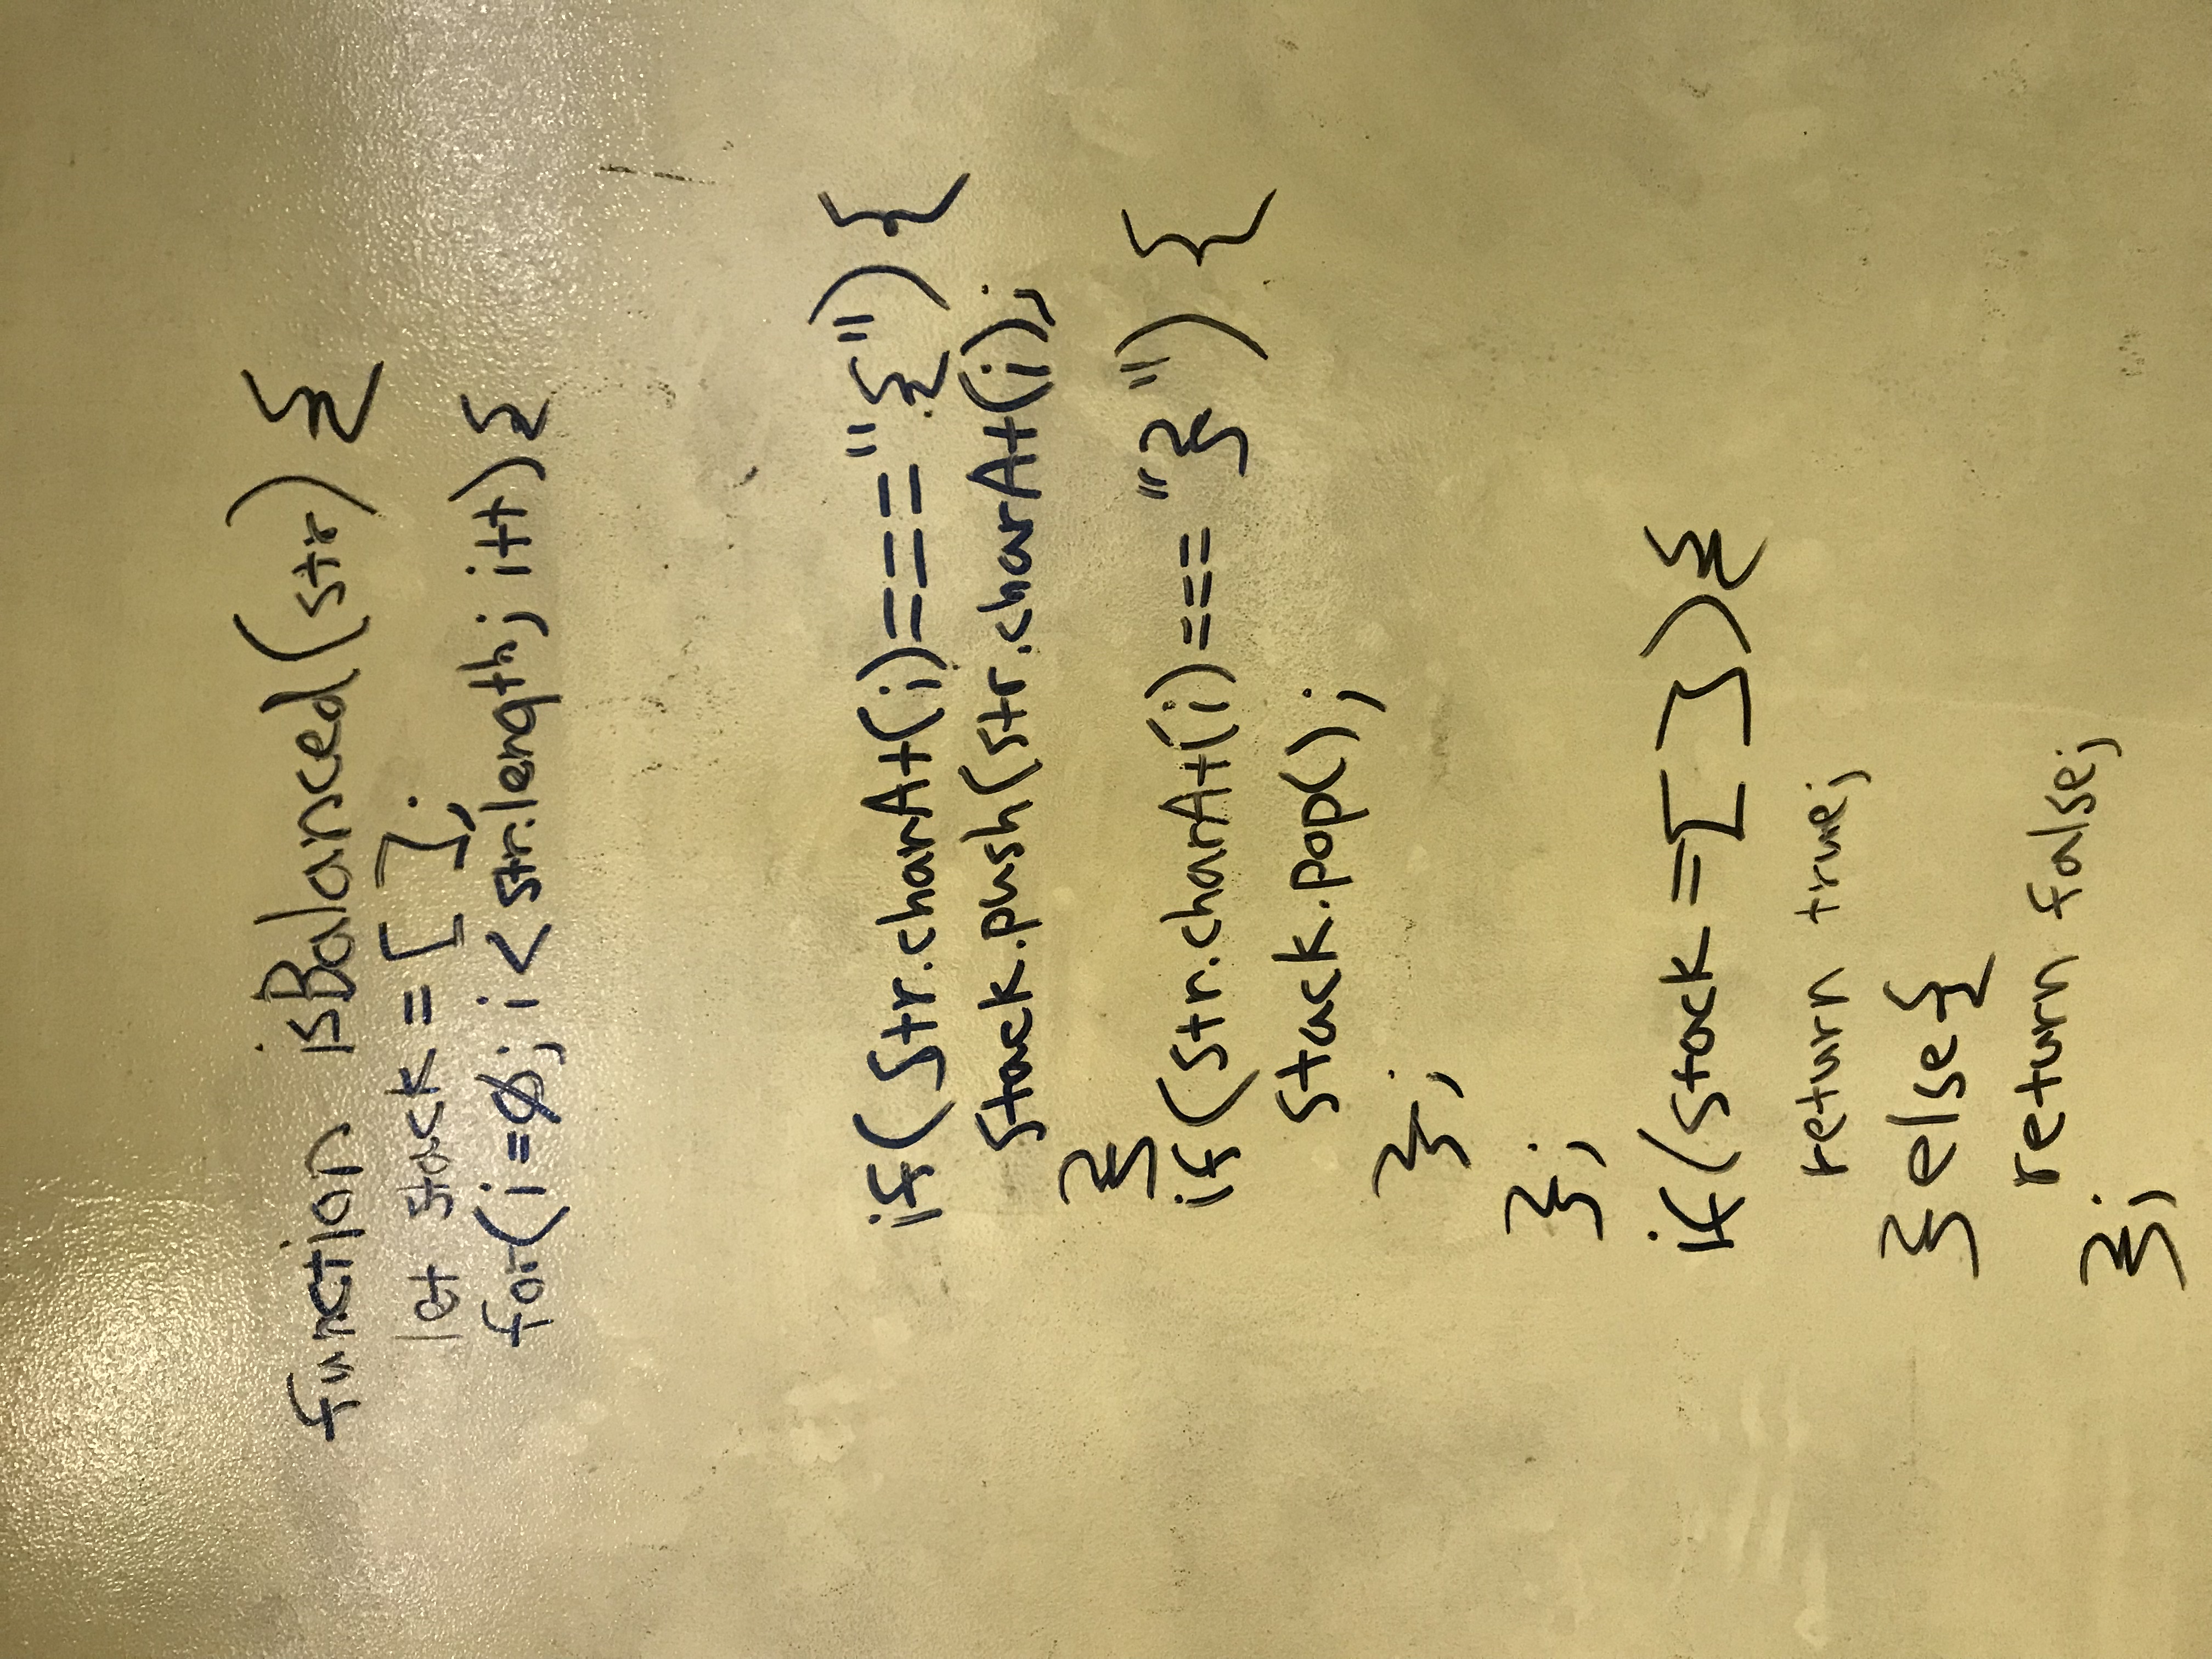 function isBalanced(str) {
let stack = [ ];
for(i=0; i < str.length; i++) {
if(str.charAt(i)==="{") {
stack.push(str.charAt(i);
}
if(str.charAt(i)==="}") {
stack.pop();
};
};
if(stack =[ ]){
return true;
}else{
return false;
};